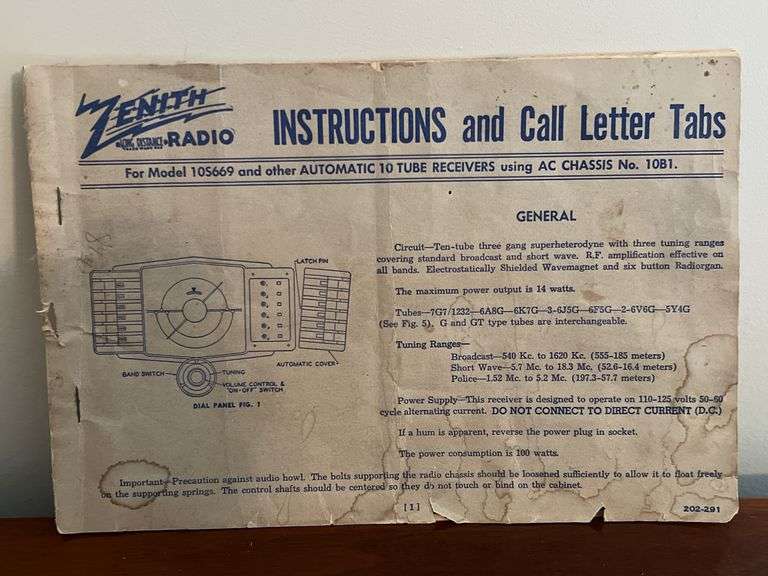 ZENITH
LONG DISTANCE RADIO
TRADE MARK REG.
INSTRUCTIONS and Call Letter Tabs
For Model 10S669 and other AUTOMATIC 10 TUBE RECEIVERS using AC CHASSIS No. 10B1.
LATCH PIN
BAND SWITCH
TUNING
VOLUME CONTROL &
"ON-OFF" SWITCH
AUTOMATIC COVER
DIAL PANEL FIG. 1
GENERAL
Circuit—Ten-tube three gang superheterodyne with three tuning ranges
covering standard broadcast and short wave. R.F. amplification effective on
all bands. Electrostatically Shielded Wavemagnet and six button Radiorgan.
The maximum power output is 14 watts.
Tubes—7G7/1232—6A8G—6K7G—3-6J5G—6F5G—2-6V6G—5Y4G
(See Fig. 5). G and GT type tubes are interchangeable.
Tuning Ranges—
Broadcast—540 Kc. to 1620 Kc. (555-185 meters)
Short Wave—5.7 Mc. to 18.3 Mc. (52.6-16.4 meters)
Police—1.52 Mc. to 5.2 Mc. (197.3-57.7 meters)
Power Supply—This receiver is designed to operate on 110-125 volts 50-60
cycle alternating current. DO NOT CONNECT TO DIRECT CURRENT (D.C.)
If a hum is apparent, reverse the power plug in socket.
The power consumption is 100 watts.
Important—Precaution against audio howl. The bolts supporting the radio chassis should be loosened sufficiently to allow it to float freely
on the supporting springs. The control shafts should be centered so they do not touch or bind on the cabinet.
[1]
202-291